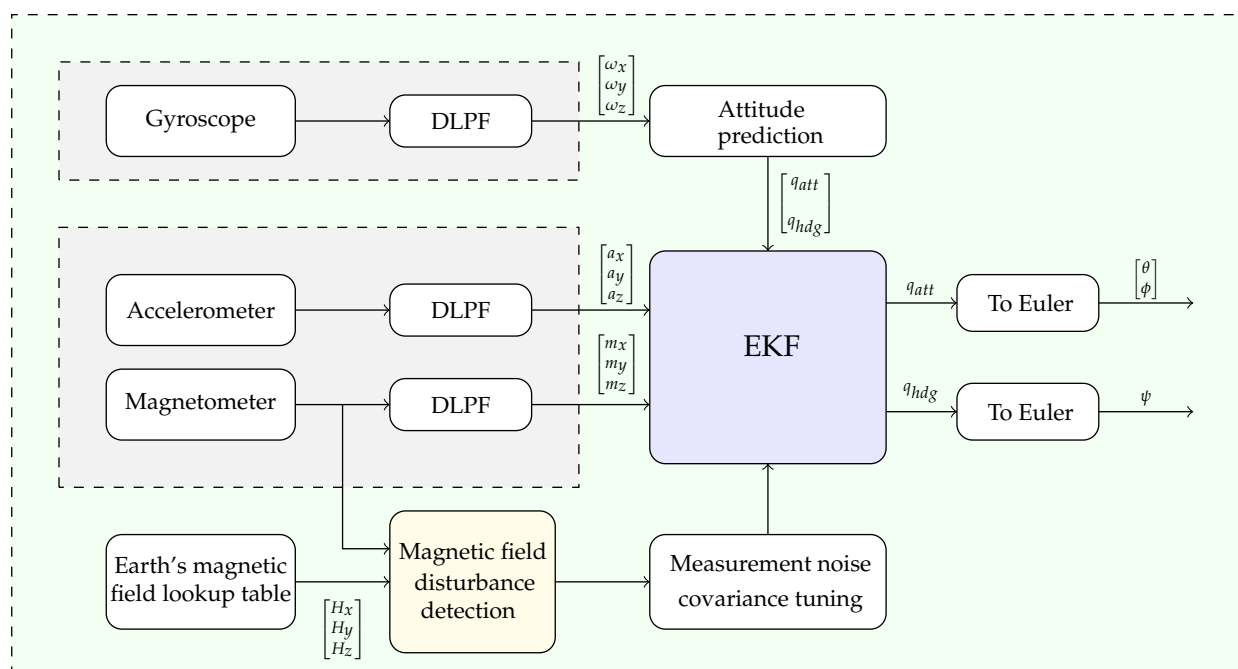 Gyroscope
DLPF
[ωx
ωy
ωz]
Attitude
prediction
[qatt
qhdg]
Accelerometer
DLPF
[ax
ay
az]
Magnetometer
DLPF
[mx
my
mz]
EKF
qatt
To Euler
[θ
ϕ]
qhdg
To Euler
ψ
Earth's magnetic
field lookup table
[Hx
Hy
Hz]
Magnetic field
disturbance
detection
Measurement noise
covariance tuning